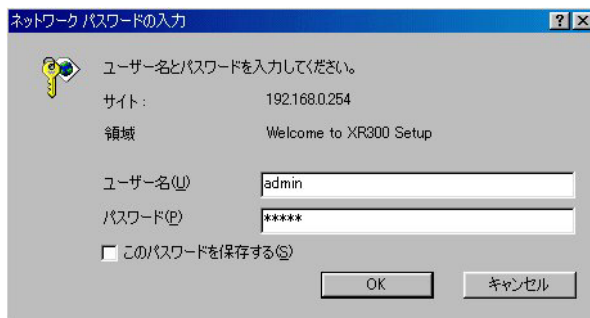 ネットワーク パスワードの入力
ユーザー名とパスワードを入力してください。
サイト: 192.168.0.254
領域 Welcome to XR300 Setup
ユーザー名(U) admin
パスワード(P) *****
このパスワードを保存する(S)
OK キャンセル